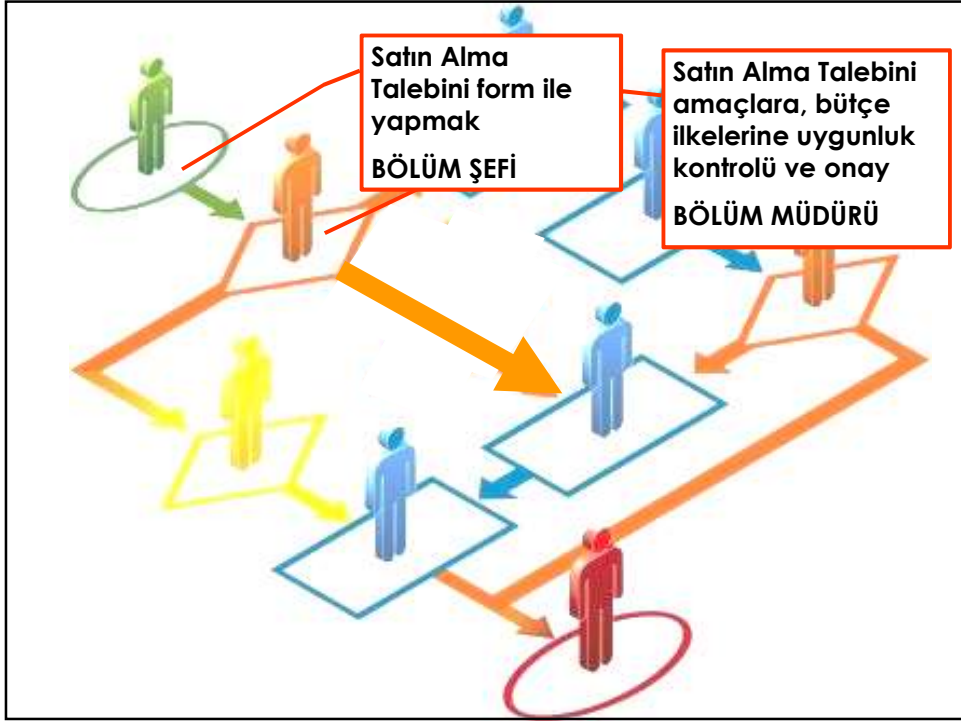 Satın Alma
Talebini form ile
yapmak
BÖLÜM ŞEFİ
Satın Alma Talebini
amaçlara, bütçe
ilkelerine uygunluk
kontrolü ve onay
BÖLÜM MÜDÜRÜ